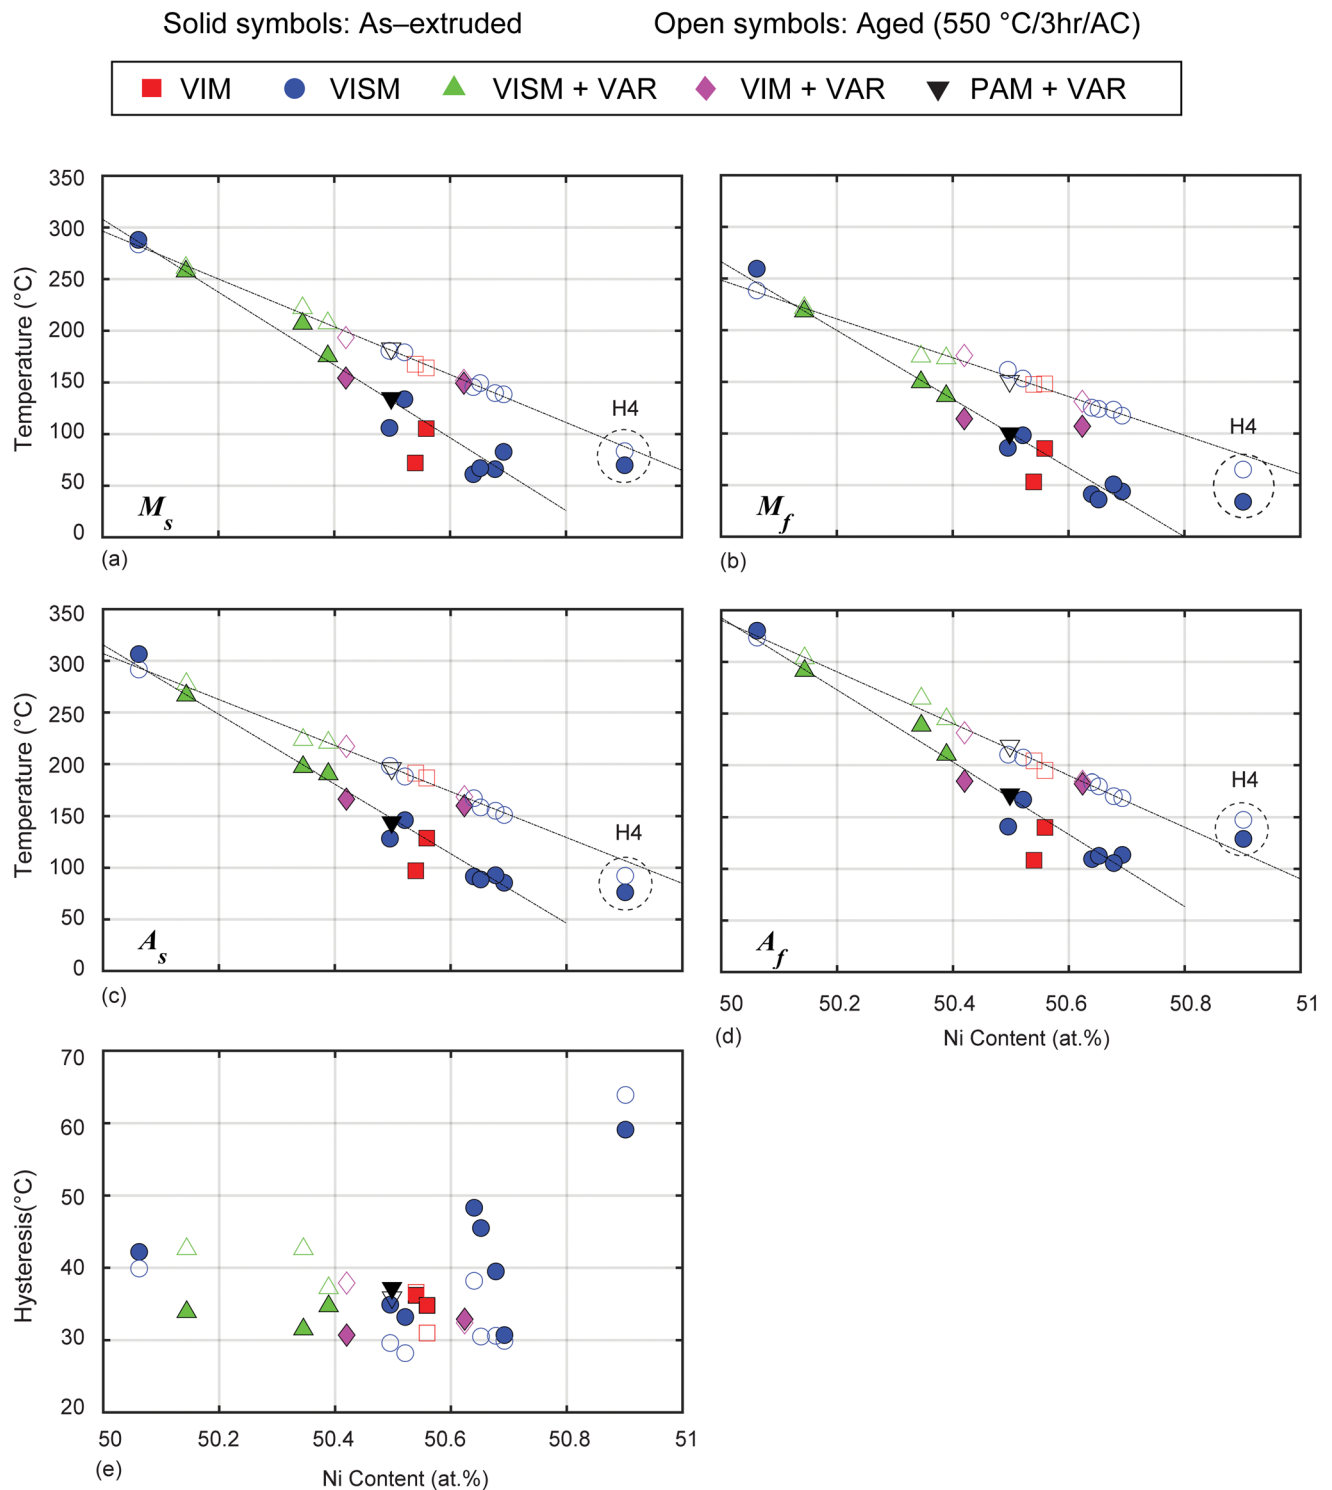 Solid symbols: As–extruded Open symbols: Aged (550 °C/3hr/AC)
VIM VISM VISM + VAR VIM + VAR PAM + VAR
350
300
250
200
150
100
50
0
Temperature (°C)
H4
Ms
(a)
H4
Mf
(b)
350
300
250
200
150
100
50
0
Temperature (°C)
H4
As
(c)
H4
Af
50 50.2 50.4 50.6 50.8 51
(d) Ni Content (at.%)
70
60
50
40
30
20
Hysteresis(°C)
50 50.2 50.4 50.6 50.8 51
(e) Ni Content (at.%)